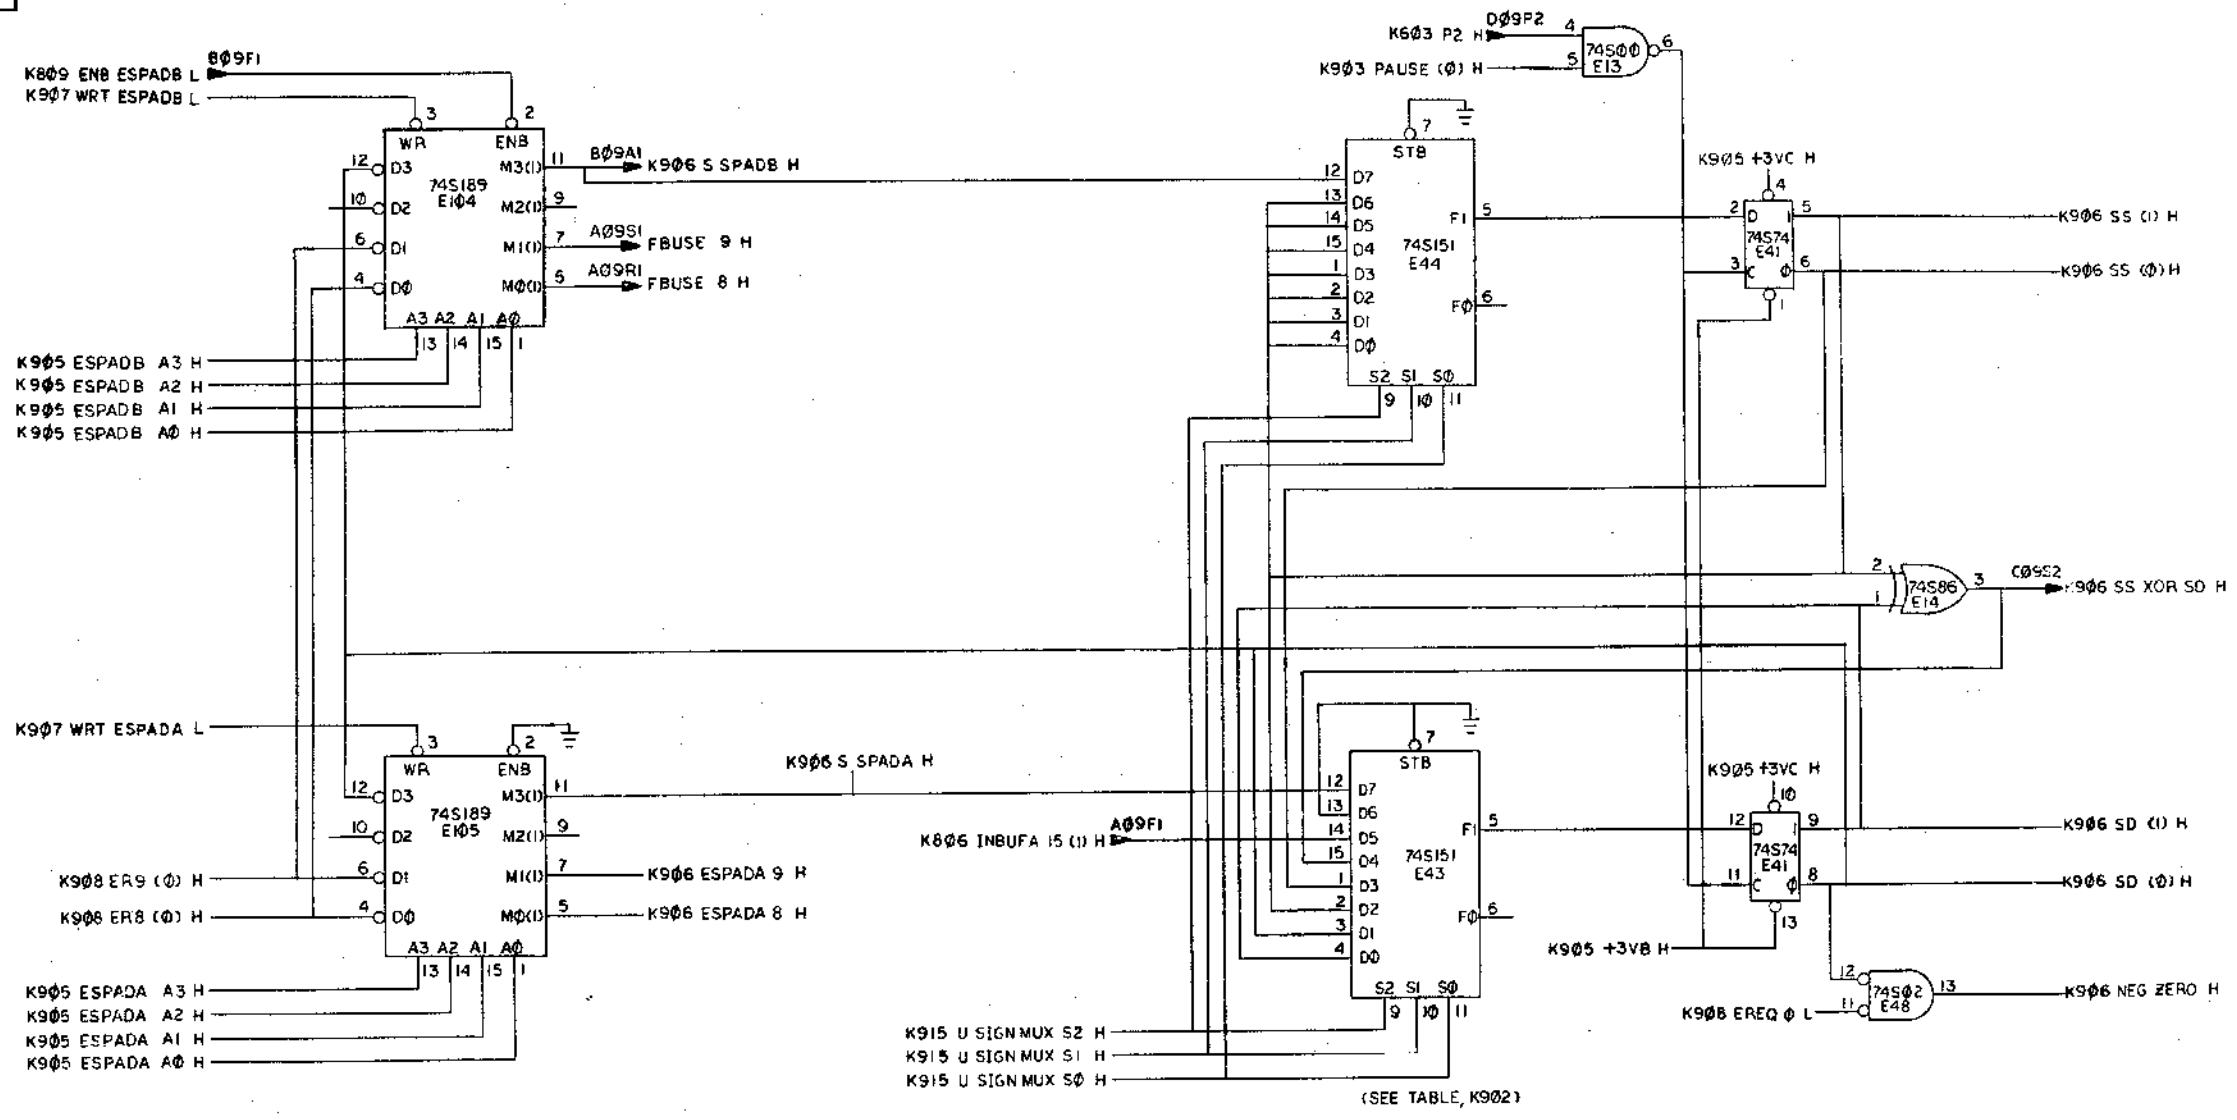 K809 ENB ESPADB L
BØ9F1
K907 WRT ESPADB L
3
2
WR
ENB
12
D3
M3(1)
11
BØ9A1
K906 S SPADB H
74S189
E104
10
D2
M2(1)
9
6
D1
M1(1)
7
AØ9S1
FBUSE 9 H
4
DØ
MØ(1)
5
AØ9R1
FBUSE 8 H
A3 A2 A1 AØ
13 14 15 1
K9Ø5 ESPADB A3 H
K9Ø5 ESPADB A2 H
K9Ø5 ESPADB A1 H
K9Ø5 ESPADB AØ H
K6Ø3 P2 H
DØ9P2
4
6
74SØØ
E13
K9Ø3 PAUSE (Ø) H
5
7
STB
12
D7
13
D6
14
D5
15
D4
1
D3
2
D2
3
D1
4
DØ
F1
5
74S151
E44
FØ
6
S2 S1 SØ
9 1Ø 11
K9Ø5 +3VC H
4
2
D
1
5
K9Ø6 SS (1) H
74S74
E41
3
C
Ø
6
K9Ø6 SS (Ø) H
1
2
1
74S86
E14
3
CØ9S2
K9Ø6 SS XOR SD H
K9Ø7 WRT ESPADA L
3
2
WR
ENB
12
D3
M3(1)
11
K9Ø6 S SPADA H
74S189
E1Ø5
10
D2
M2(1)
9
K9Ø8 ER9 (Ø) H
6
D1
M1(1)
7
K9Ø6 ESPADA 9 H
K9Ø8 ER8 (Ø) H
4
DØ
MØ(1)
5
K9Ø6 ESPADA 8 H
A3 A2 A1 AØ
13 14 15 1
K9Ø5 ESPADA A3 H
K9Ø5 ESPADA A2 H
K9Ø5 ESPADA A1 H
K9Ø5 ESPADA AØ H
7
STB
12
D7
13
D6
K8Ø6 INBUFA 15 (1) H
AØ9F1
14
D5
15
D4
1
D3
2
D2
3
D1
4
DØ
F1
5
74S151
E43
FØ
6
S2 S1 SØ
9 1Ø 11
K915 U SIGN MUX S2 H
K915 U SIGN MUX S1 H
K915 U SIGN MUX SØ H
(SEE TABLE, K9Ø2)
K9Ø5 +3VC H
1Ø
12
D
1
9
K9Ø6 SD (1) H
74S74
E41
11
C
Ø
8
K9Ø6 SD (Ø) H
13
K9Ø5 +3VB H
12
74SØ2
E48
13
K9Ø6 NEG ZERO H
K9Ø8 EREQ Ø L
11